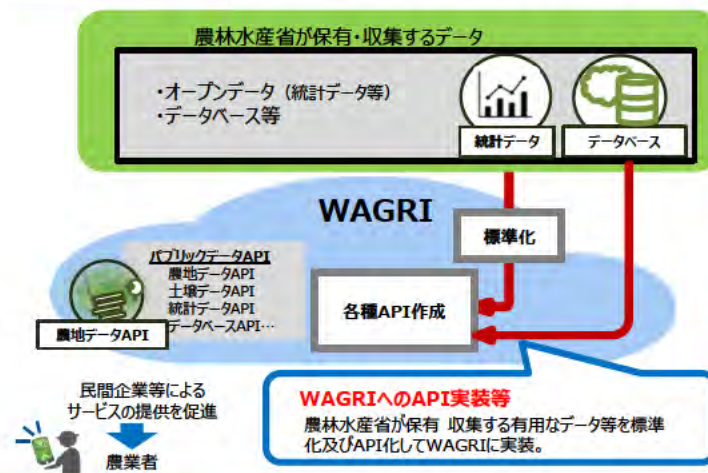 農林水産省が保有・収集するデータ
・オープンデータ（統計データ等）
・データベース等
統計データ
データベース
WAGRI
標準化
パブリックデータAPI
農地データAPI
土壌データAPI
統計データAPI
データベースAPI…
農地データAPI
各種API作成
民間企業等による
サービスの提供を促進
農業者
WAGRIへのAPI実装等
農林水産省が保有 収集する有用なデータ等を標準
化及びAPI化してWAGRIに実装。